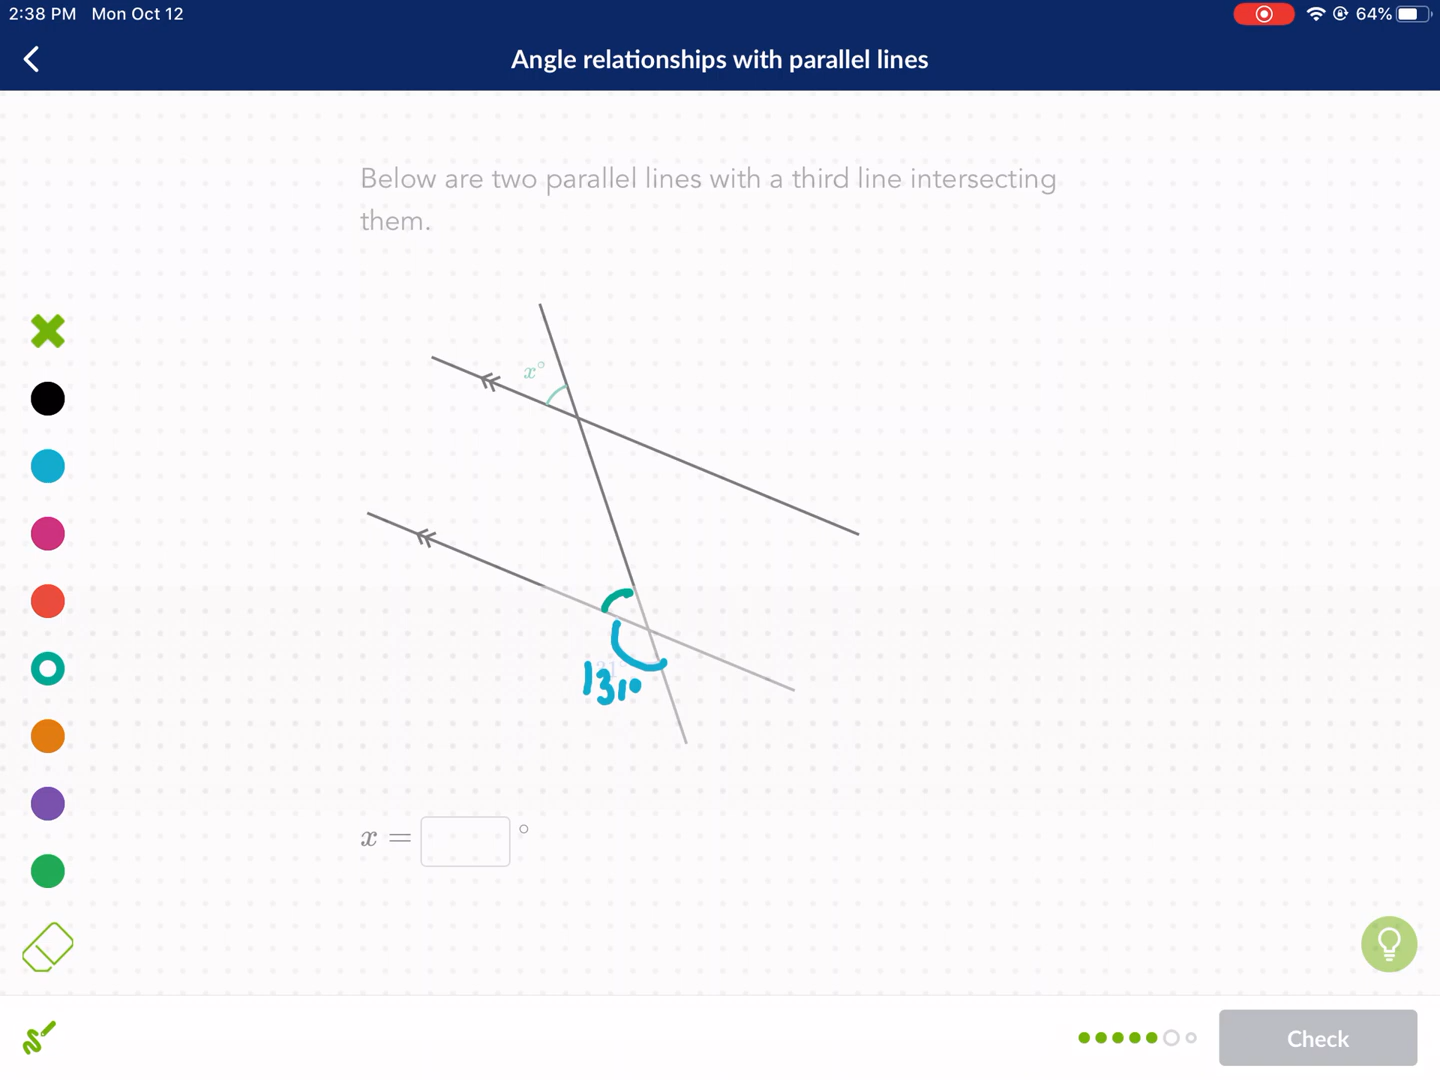 2:38 PM Mon Oct 12
64%
Angle relationships with parallel lines
Below are two parallel lines with a third line intersecting
them.
x°
131°
x = °
Check